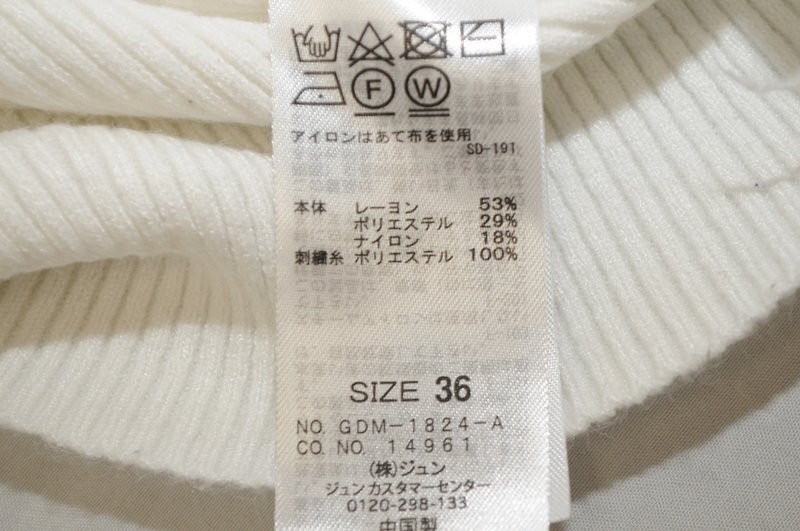 F W
アイロンはあて布を使用
SD-191
本体 レーヨン 53%
ポリエステル 29%
ナイロン 18%
刺繍糸 ポリエステル 100%
SIZE 36
NO. GDM-1824-A
CO. NO. 14961
(株)ジュン
ジュン カスタマーセンター
0120-298-133
中国製